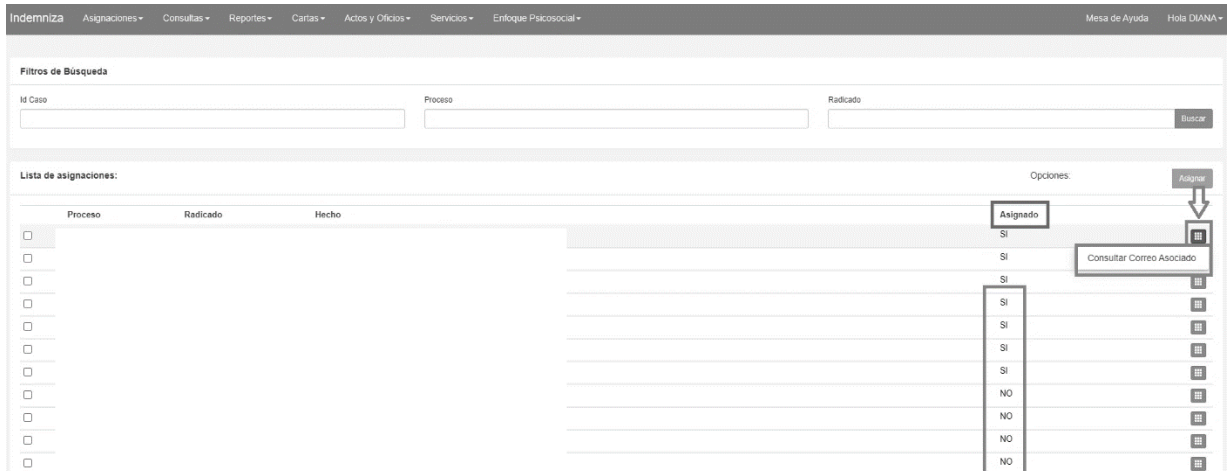 Indemniza Asignaciones Consultas Reportes Cartas Actos y Oficios Servicios Enfoque Psicosocial Mesa de Ayuda Hola DIANA
Filtros de Búsqueda
Id Caso Proceso Radicado
Buscar
Lista de asignaciones: Opciones: Asignar
Proceso Radicado Hecho Asignado
SI
SI Consultar Correo Asociado
SI
SI
SI
SI
SI
NO
NO
NO
NO